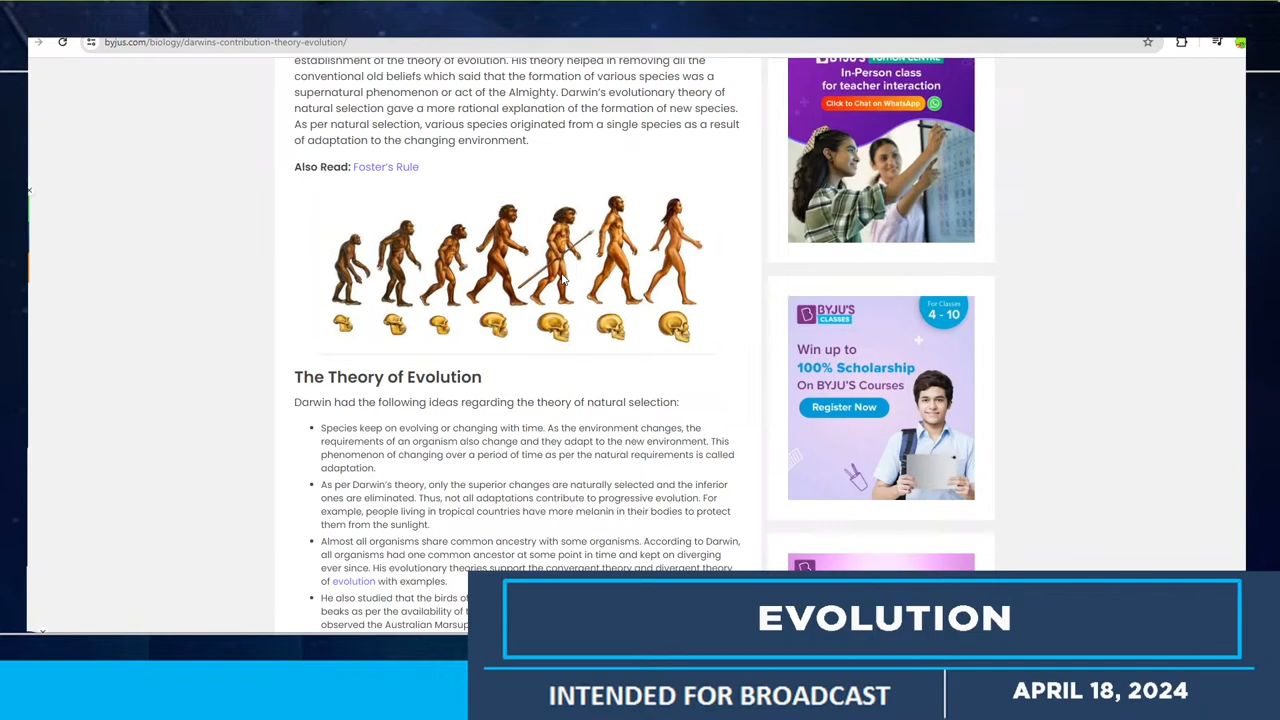 byjus.com/biology/darwins-contribution-theory-evolution/
establishment of the theory of evolution. His theory helped in removing all the
conventional old beliefs which said that the formation of various species was a
supernatural phenomenon or act of the Almighty. Darwin's evolutionary theory of
natural selection gave a more rational explanation of the formation of new species.
As per natural selection, various species originated from a single species as a result
of adaptation to the changing environment.
Also Read: Foster's Rule
The Theory of Evolution
Darwin had the following ideas regarding the theory of natural selection:
Species keep on evolving or changing with time. As the environment changes, the
requirements of an organism also change and they adapt to the new environment. This
phenomenon of changing over a period of time as per the natural requirements is called
adaptation.
As per Darwin's theory, only the superior changes are naturally selected and the inferior
ones are eliminated. Thus, not all adaptations contribute to progressive evolution. For
example, people living in tropical countries have more melanin in their bodies to protect
them from the sunlight.
Almost all organisms share common ancestry with some organisms. According to Darwin,
all organisms had one common ancestor at some point in time and kept on diverging
ever since. His evolutionary theories support the convergent theory and divergent theory
of evolution with examples.
He also studied that the birds of
beaks as per the availability of
observed the Australian Marsup
BYJU'S TUITION CENTRE
In-Person class
for teacher interaction
Click to Chat on WhatsApp
BYJU'S
CLASSES
For Classes
4 - 10
Win up to
100% Scholarship
On BYJU'S Courses
Register Now
EVOLUTION
INTENDED FOR BROADCAST
APRIL 18, 2024